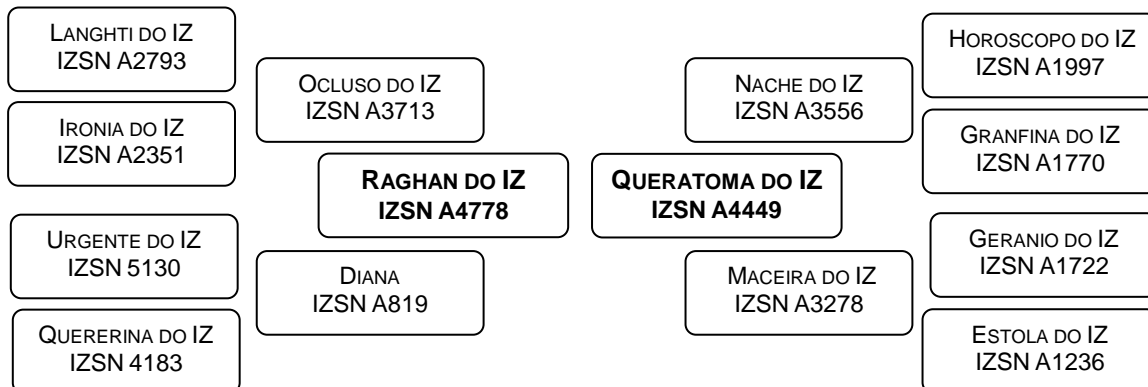 LANGHTI DO IZ
IZSN A2793
IRONIA DO IZ
IZSN A2351
URGENTE DO IZ
IZSN 5130
QUERERINA DO IZ
IZSN 4183
OCLUSO DO IZ
IZSN A3713
DIANA
IZSN A819
RAGHAN DO IZ
IZSN A4778
QUERATOMA DO IZ
IZSN A4449
NACHE DO IZ
IZSN A3556
MACEIRA DO IZ
IZSN A3278
HOROSCOPO DO IZ
IZSN A1997
GRANFINA DO IZ
IZSN A1770
GERANIO DO IZ
IZSN A1722
ESTOLA DO IZ
IZSN A1236